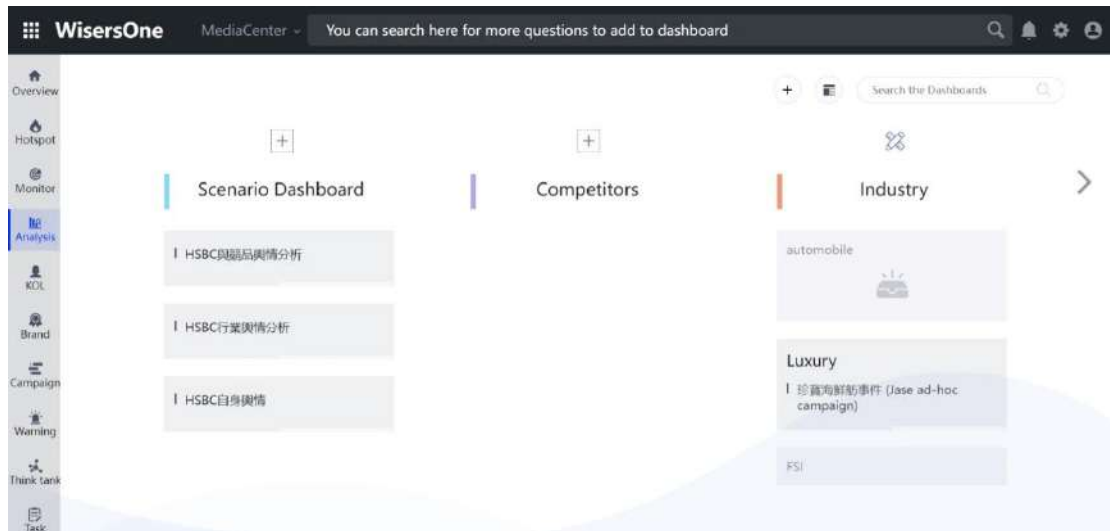 WisersOne
MediaCenter
You can search here for more questions to add to dashboard
Overview
Hotspot
Monitor
Analysis
KOL
Brand
Campaign
Warning
Think tank
Task
Search the Dashboards
Scenario Dashboard
HSBC與競品輿情分析
HSBC行業輿情分析
HSBC自身輿情
Competitors
Industry
automobile
Luxury
珍寶海鮮舫事件 (Jase ad-hoc
campaign)
FSI